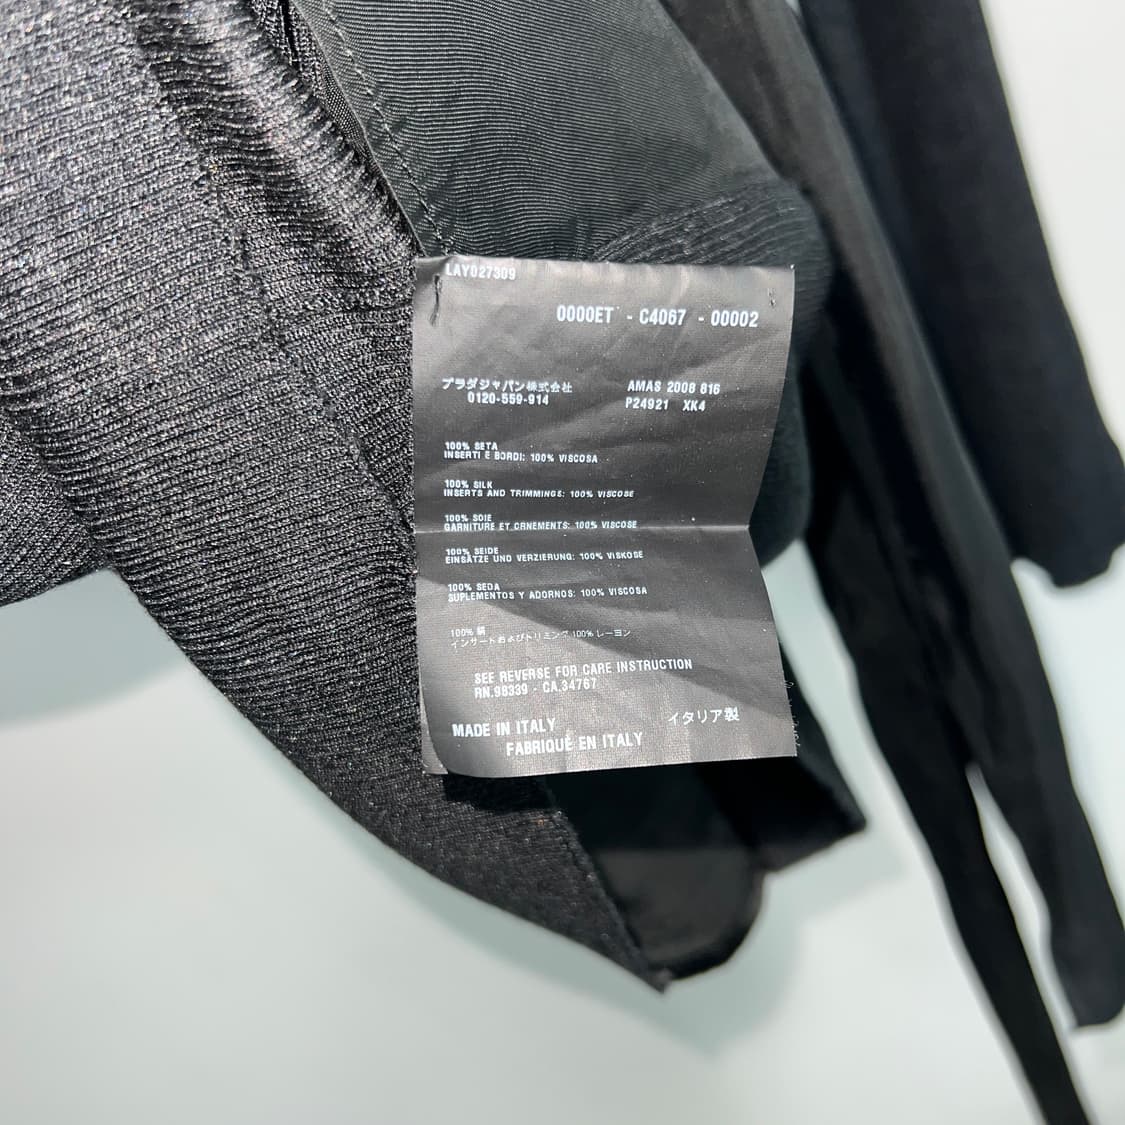 LAY027309
0000ET - C4067 - 00002
プラダジャパン株式会社
0120-559-914
AMAS 2008 816
P24921 XK4
100% SETA
INSERTI E BORDI: 100% VISCOSA
100% SILK
INSERTS AND TRIMMINGS: 100% VISCOSE
100% SOIE
GARNITURE ET ORNEMENTS: 100% VISCOSE
100% SEIDE
EINSÄTZE UND VERZIERUNG: 100% VISKOSE
100% SEDA
SUPLEMENTOS Y ADORNOS: 100% VISCOSA
100% 絹
インサートおよびトリミング 100% レーヨン
SEE REVERSE FOR CARE INSTRUCTION
RN.98339 - CA.34767
MADE IN ITALY
イタリア製
FABRIQUÉ EN ITALY